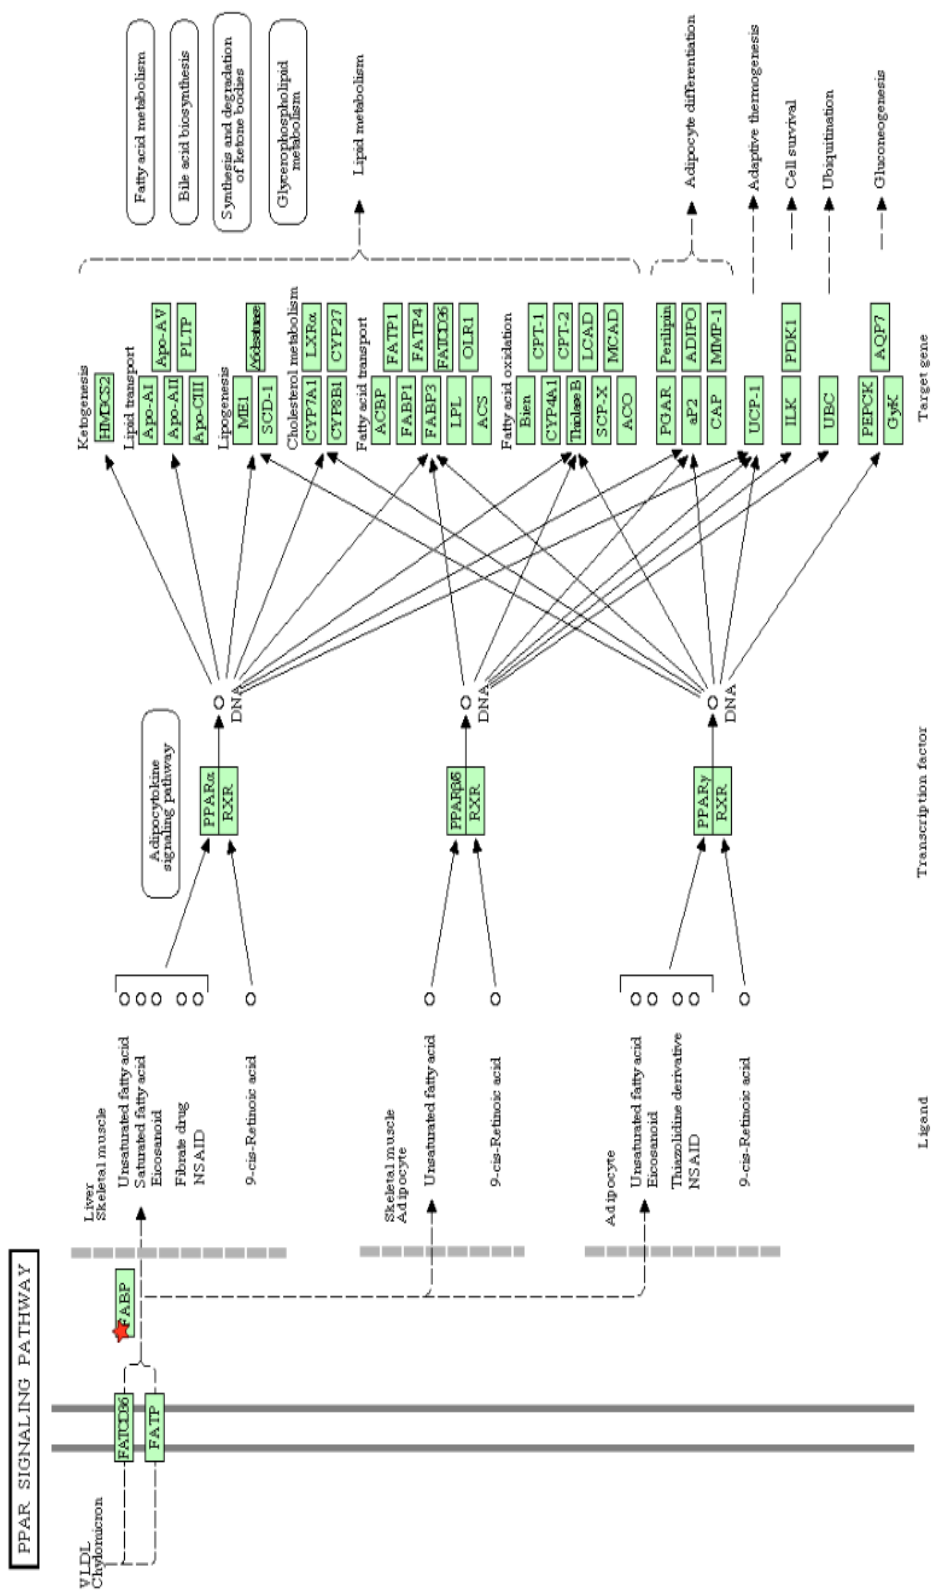 PPAR SIGNALING PATHWAY
VLDL
Chylomicron
FAT/CD36
FATP
FABP
Liver
Skeletal muscle
Unsaturated fatty acid
Saturated fatty acid
Eicosanoid
Fibrate drug
NSAID
9-cis-Retinoic acid
Skeletal muscle
Adipocyte
Unsaturated fatty acid
9-cis-Retinoic acid
Adipocyte
Unsaturated fatty acid
Eicosanoid
Thiazolidine derivative
NSAID
9-cis-Retinoic acid
Ligand
Adipocytokine
signaling pathway
PPARα
RXR
DNA
PPARβ/δ
RXR
DNA
PPARγ
RXR
DNA
Transcription factor
Ketogenesis
HMGCS2
Lipid transport
Apo-AI
Apo-AV
Apo-AII
PLTP
Apo-CIII
Lipogenesis
ME1
SCD-1
Cholesterol metabolism
CYP7A1
LXRα
CYP8B1
CYP27
Fatty acid transport
ACBP
FATP1
FABP1
FATP4
FABP3
FAT/CD36
LPL
OLR1
ACS
Fatty acid oxidation
Bien
CPT-1
CYP4A1
CPT-2
Thiolase B
LCAD
SCP-X
MCAD
ACO
PGAR
Perilipin
aP2
ADIPO
CAP
MMP-1
UCP-1
ILK
PDK1
UBC
PEPCK
AQP7
GyK
Target gene
Fatty acid metabolism
Bile acid biosynthesis
Synthesis and degradation
of ketone bodies
Glycerophospholipid
metabolism
Lipid metabolism
Adipocyte differentiation
Adaptive thermogenesis
Cell survival
Ubiquitination
Gluconeogenesis